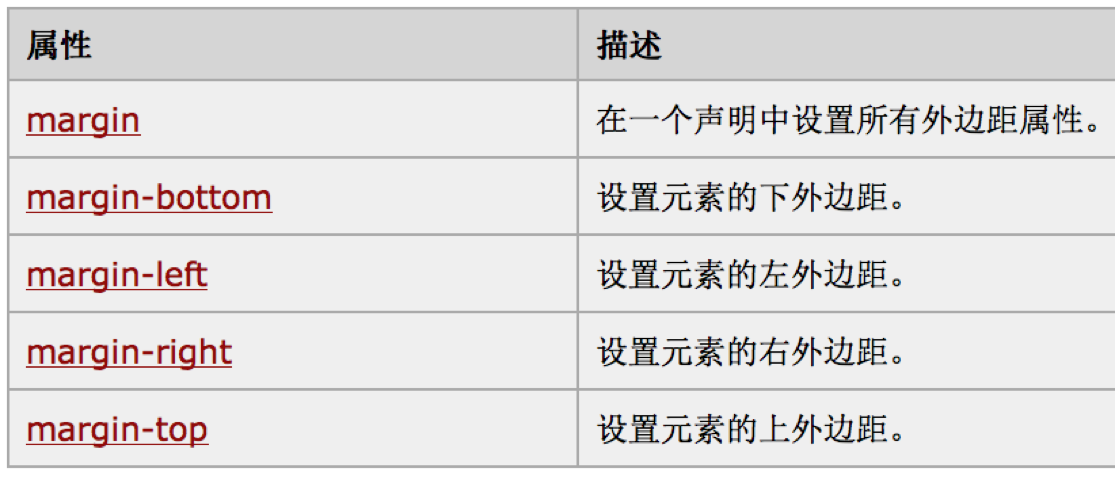 属性 描述
margin 在一个声明中设置所有外边距属性。
margin-bottom 设置元素的下外边距。
margin-left 设置元素的左外边距。
margin-right 设置元素的右外边距。
margin-top 设置元素的上外边距。